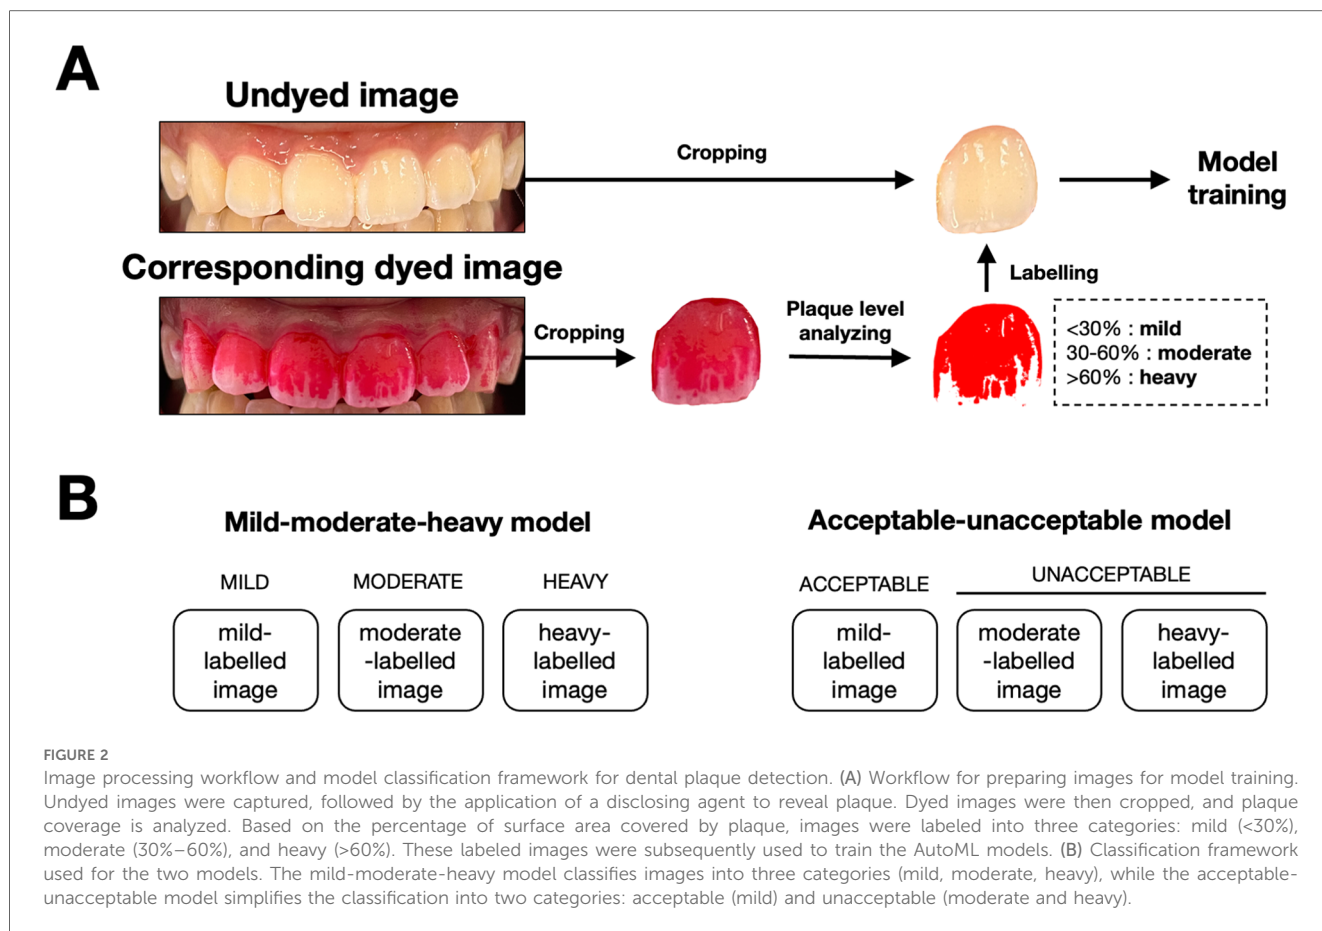 A
Undyed image
Cropping
Model
training
Corresponding dyed image
Labelling
Cropping
Plaque level
analyzing
<30% : mild
30-60% : moderate
>60% : heavy
B
Mild-moderate-heavy model
Acceptable-unacceptable model
MILD
MODERATE
HEAVY
ACCEPTABLE
UNACCEPTABLE
mild-
labelled
image
moderate
-labelled
image
heavy-
labelled
image
mild-
labelled
image
moderate
-labelled
image
heavy-
labelled
image
FIGURE 2
Image processing workflow and model classification framework for dental plaque detection. (A) Workflow for preparing images for model training.
Undyed images were captured, followed by the application of a disclosing agent to reveal plaque. Dyed images were then cropped, and plaque
coverage is analyzed. Based on the percentage of surface area covered by plaque, images were labeled into three categories: mild (<30%),
moderate (30%–60%), and heavy (>60%). These labeled images were subsequently used to train the AutoML models. (B) Classification framework
used for the two models. The mild-moderate-heavy model classifies images into three categories (mild, moderate, heavy), while the acceptable-
unacceptable model simplifies the classification into two categories: acceptable (mild) and unacceptable (moderate and heavy).